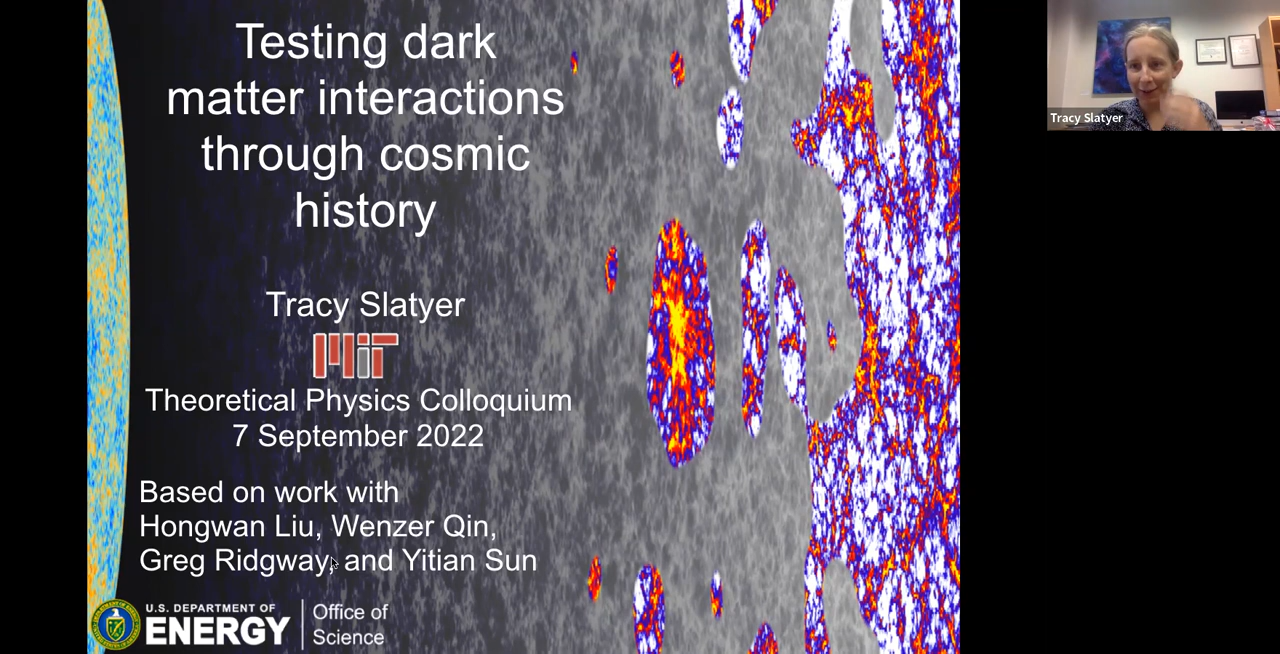 Testing dark
matter interactions
through cosmic
history
Tracy Slatyer
MIT
Theoretical Physics Colloquium
7 September 2022
Based on work with
Hongwan Liu, Wenzer Qin,
Greg Ridgway, and Yitian Sun
U.S. DEPARTMENT OF
ENERGY
Office of
Science
Tracy Slatyer